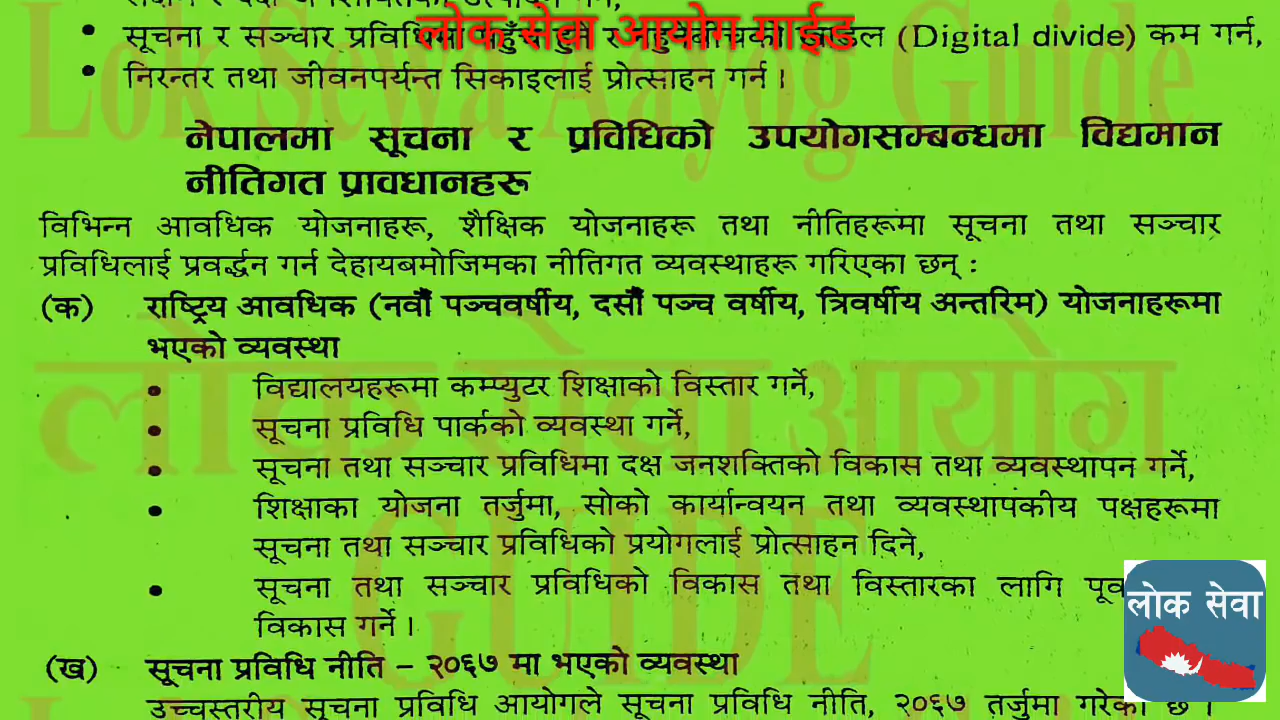 लोक सेवा आयोग गाईड
सूचना र सञ्चार प्रविधिमा (Digital divide) कम गर्न,
निरन्तर तथा जीवनपर्यन्त सिकाइलाई प्रोत्साहन गर्न ।
नेपालमा सूचना र प्रविधिको उपयोगसम्बन्धमा विद्यमान
नीतिगत प्रावधानहरू
विभिन्न आवधिक योजनाहरू, शैक्षिक योजनाहरू तथा नीतिहरूमा सूचना तथा सञ्चार
प्रविधिलाई प्रवर्द्धन गर्न देहायबमोजिमका नीतिगत व्यवस्थाहरू गरिएका छन् :
(क) राष्ट्रिय आवधिक (नवौँ पञ्चवर्षीय, दसौँ पञ्च वर्षीय, त्रिवर्षीय अन्तरिम) योजनाहरूमा
भएको व्यवस्था
• विद्यालयहरूमा कम्प्युटर शिक्षाको विस्तार गर्ने,
• सूचना प्रविधि पार्कको व्यवस्था गर्ने,
• सूचना तथा सञ्चार प्रविधिमा दक्ष जनशक्तिको विकास तथा व्यवस्थापन गर्ने,
• शिक्षाका योजना तर्जुमा, सोको कार्यान्वयन तथा व्यवस्थापकीय पक्षहरूमा
सूचना तथा सञ्चार प्रविधिको प्रयोगलाई प्रोत्साहन दिने,
• सूचना तथा सञ्चार प्रविधिको विकास तथा विस्तारका लागि
विकास गर्ने ।
लोक सेवा
(ख) सूचना प्रविधि नीति – २०६७ मा भएको व्यवस्था
उच्चस्तरीय सूचना प्रविधि आयोगले सूचना प्रविधि नीति, २०६७ तर्जुमा गरेको छ ।
Lok Sewa Aayog Guide
लोक सेवा आयोग
GUIDE